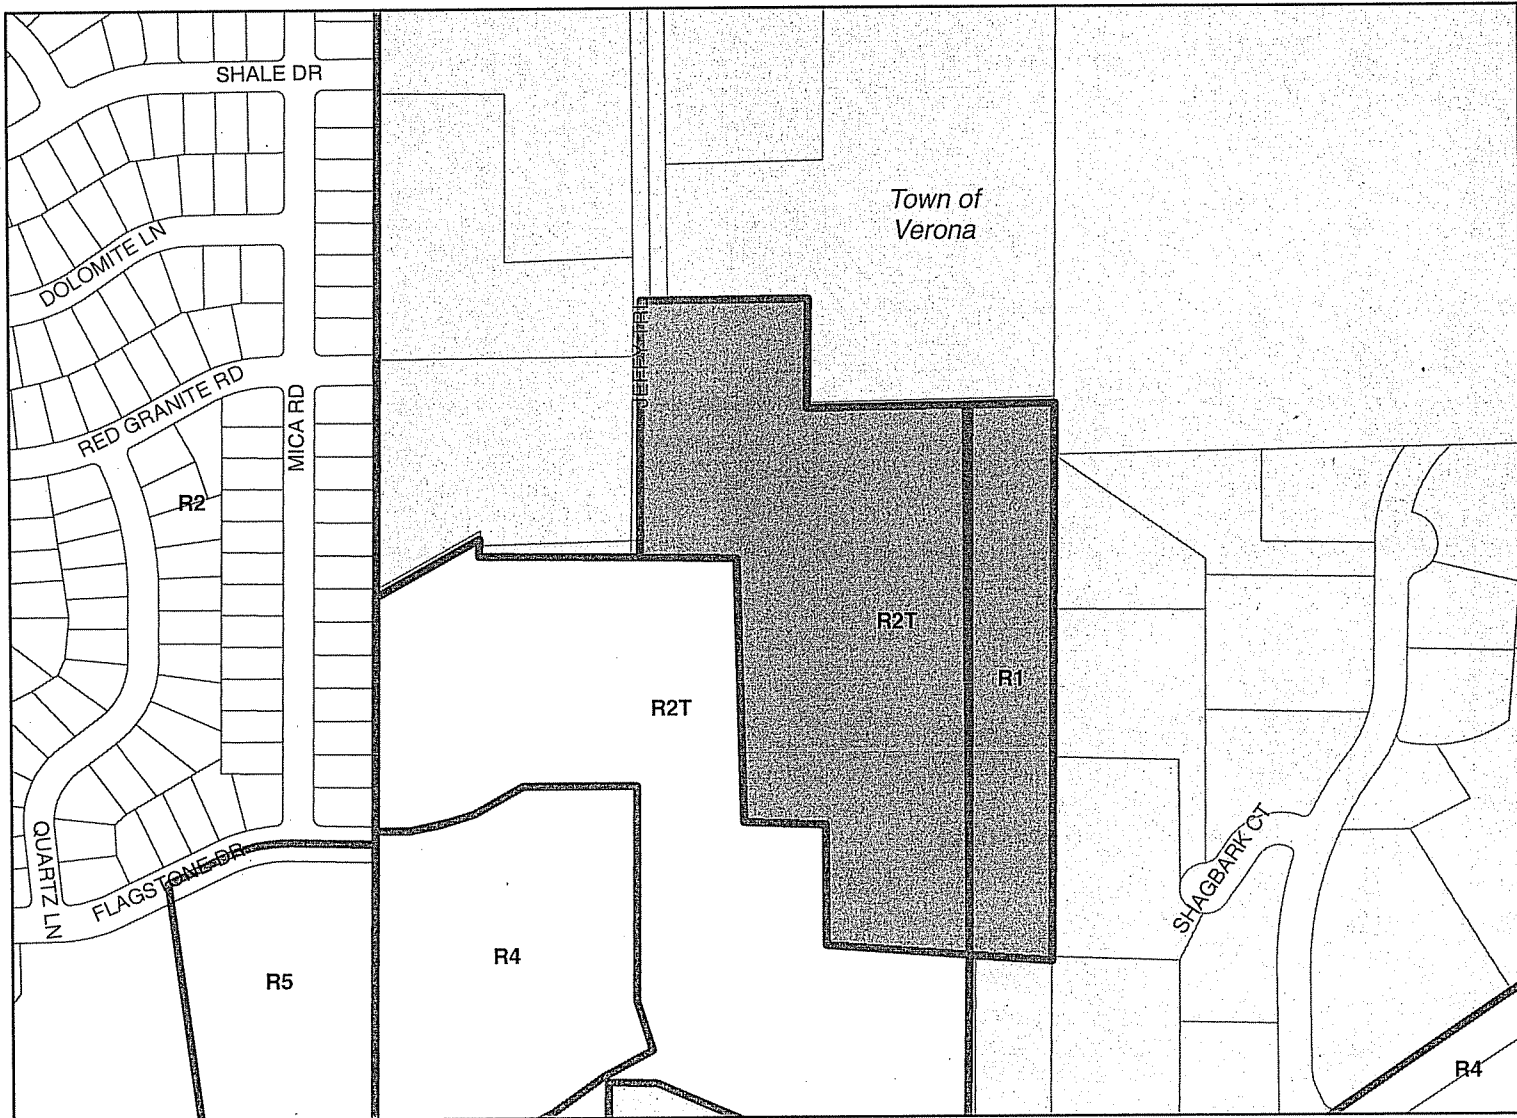 SHALE DR
Town of
Verona
DOLOMITE LN
RED GRANITE RD
MICA RD
R2
R2T
R1
R2T
QUARTZ LN
FLAGSTONE DR
SHAGBARK CT
R4
R5
R4